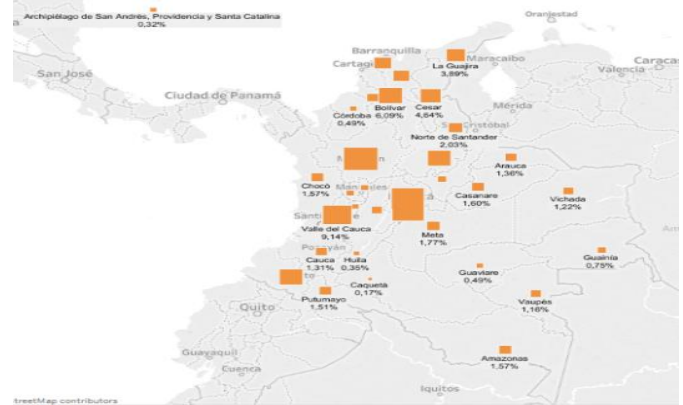 Oranjestad
Archipiélago de San Andrés, Providencia y Santa Catalina
0,32%
Barranquilla
Maracaibo
La Guajira
3,89%
Caracas
Valencia
San José
Ciudad de Panamá
Mérida
Bolívar 6,09%
Cesar
4,64%
Córdoba
0,49%
Norte de Santander
2,03%
Arauca
1,36%
Chocó
1,57%
Casanare
1,60%
Vichada
1,22%
Valle del Cauca
9,14%
Meta
1,77%
Cauca
1,31%
Huila
0,35%
Guainía
0,75%
Guaviare
0,49%
Caquetá
0,17%
Putumayo
1,51%
Vaupés
1,16%
Quito
Amazonas
1,57%
Guayaquil
Cuenca
Iquitos
treetMap contributors